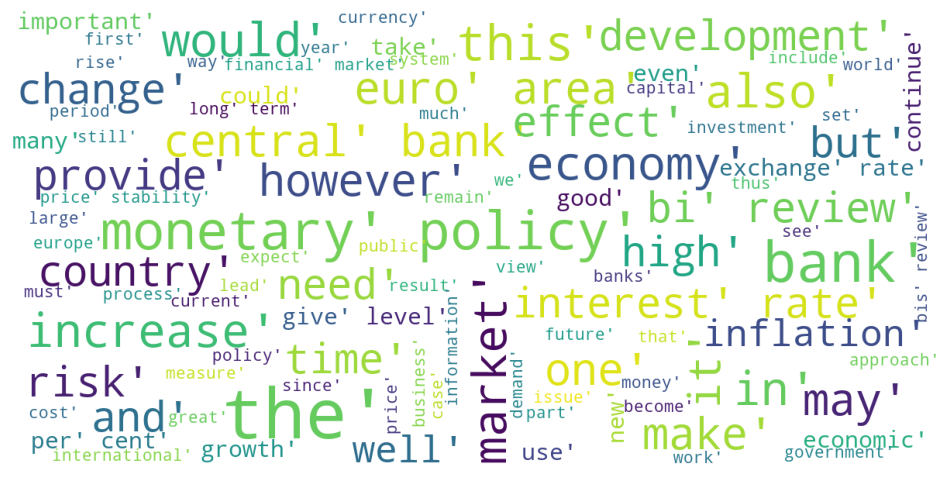 important'
currency'
first'
would'
year'
take'
this'
development'
rise'
way'
financial' market'
system'
include'
world'
change'
could'
euro' area'
even'
capital'
also'
continue'
period'
long' term'
much'
effect'
investment'
set'
many'
still'
central' bank
but'
provide'
however'
economy'
exchange' rate'
we'
thus'
price' stability'
remain'
good'
bi' review'
large'
monetary' policy'
see'
europe'
public'
high'
bank'
bis' review'
country'
expect'
view'
must'
process'
current'
lead'
need'
result'
banks'
interest' rate'
increase'
give' level'
information
market'
future'
that'
inflation'
policy'
time'
business'
one'
it'
approach'
risk'
measure'
since'
price'
case'
demand'
money'
in'
may'
cost'
and'
great'
the'
issue'
part'
new'
become'
per' cent'
growth'
well'
use'
make'
economic'
international'
work'
government'